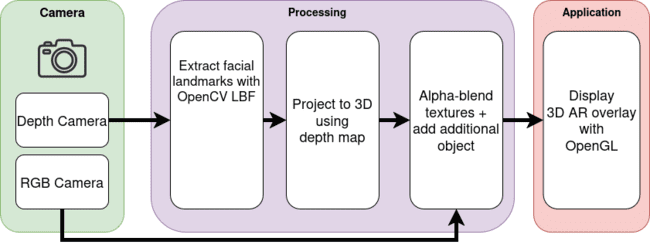 Camera
Depth Camera
RGB Camera
Processing
Extract facial
landmarks with
OpenCV LBF
Project to 3D
using
depth map
Alpha-blend
textures +
add additional
object
Application
Display
3D AR overlay
with
OpenGL